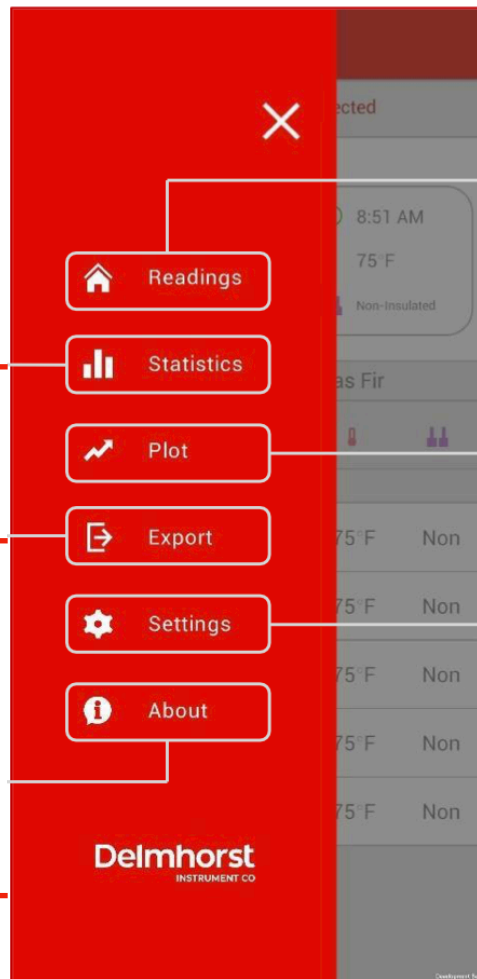 ected
8:51 AM
75°F
Non-Insulated
Readings
as Fir
Statistics
Plot
Export
75°F Non
Settings
75°F Non
75°F Non
About
75°F Non
75°F Non
Delmhorst
INSTRUMENT CO